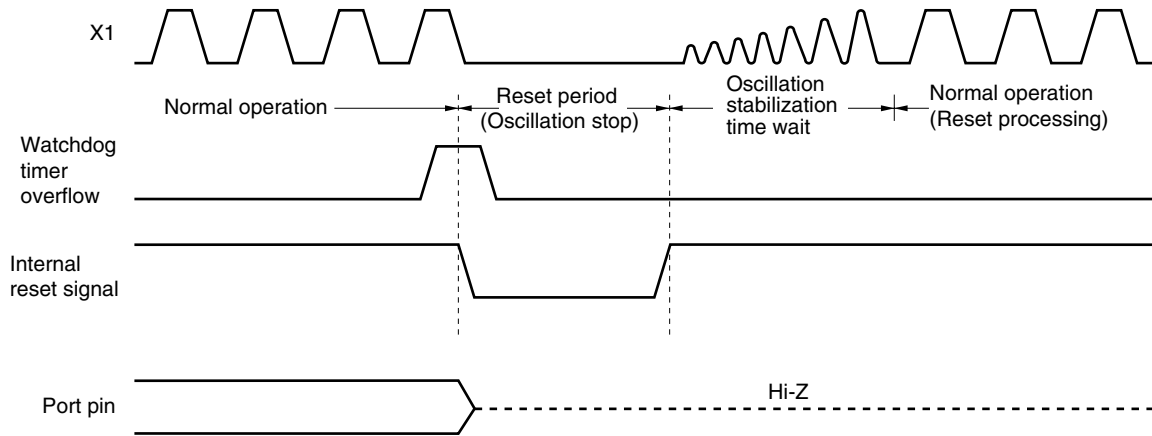 X1
Normal operation
Reset period
(Oscillation stop)
Oscillation
stabilization
time wait
Normal operation
(Reset processing)
Watchdog
timer
overflow
Internal
reset signal
Port pin
Hi-Z